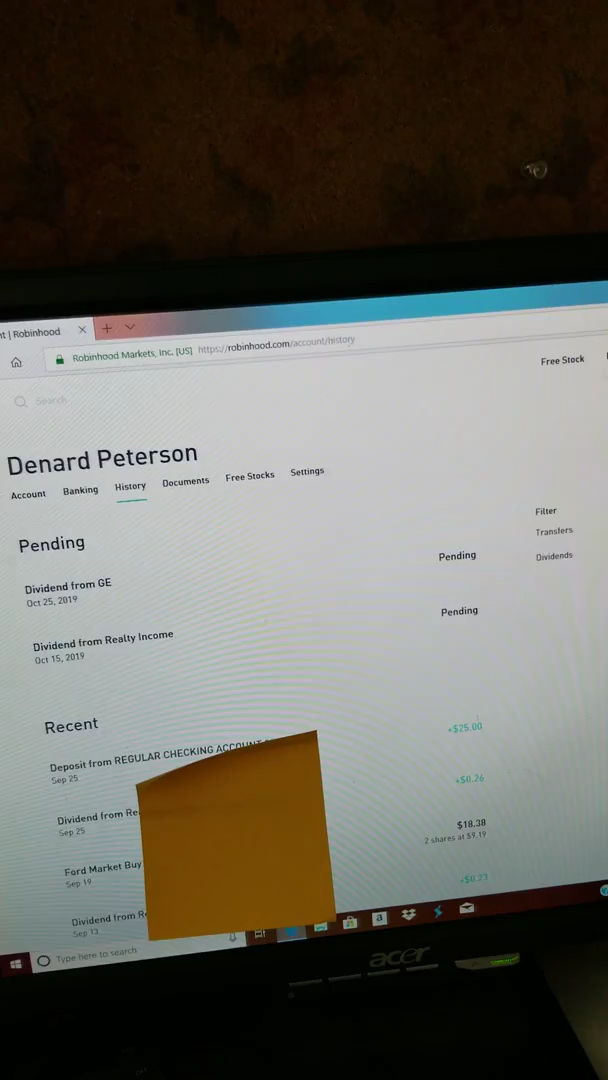 nt | Robinhood
Robinhood Markets, Inc. [US] https://robinhood.com/account/history
Search
Free Stock
Denard Peterson
Account Banking History Documents Free Stocks Settings
Pending
Filter
Transfers
Dividends
Dividend from GE
Oct 25, 2019
Pending
Dividend from Realty Income
Oct 15, 2019
Pending
Recent
Deposit from REGULAR CHECKING ACCOUNT
Sep 25
+$25.00
Dividend from Re
Sep 25
+$0.26
Ford Market Buy
Sep 19
$18.38
2 shares at $9.19
Dividend from R
Sep 13
+$0.23
Type here to search
acer